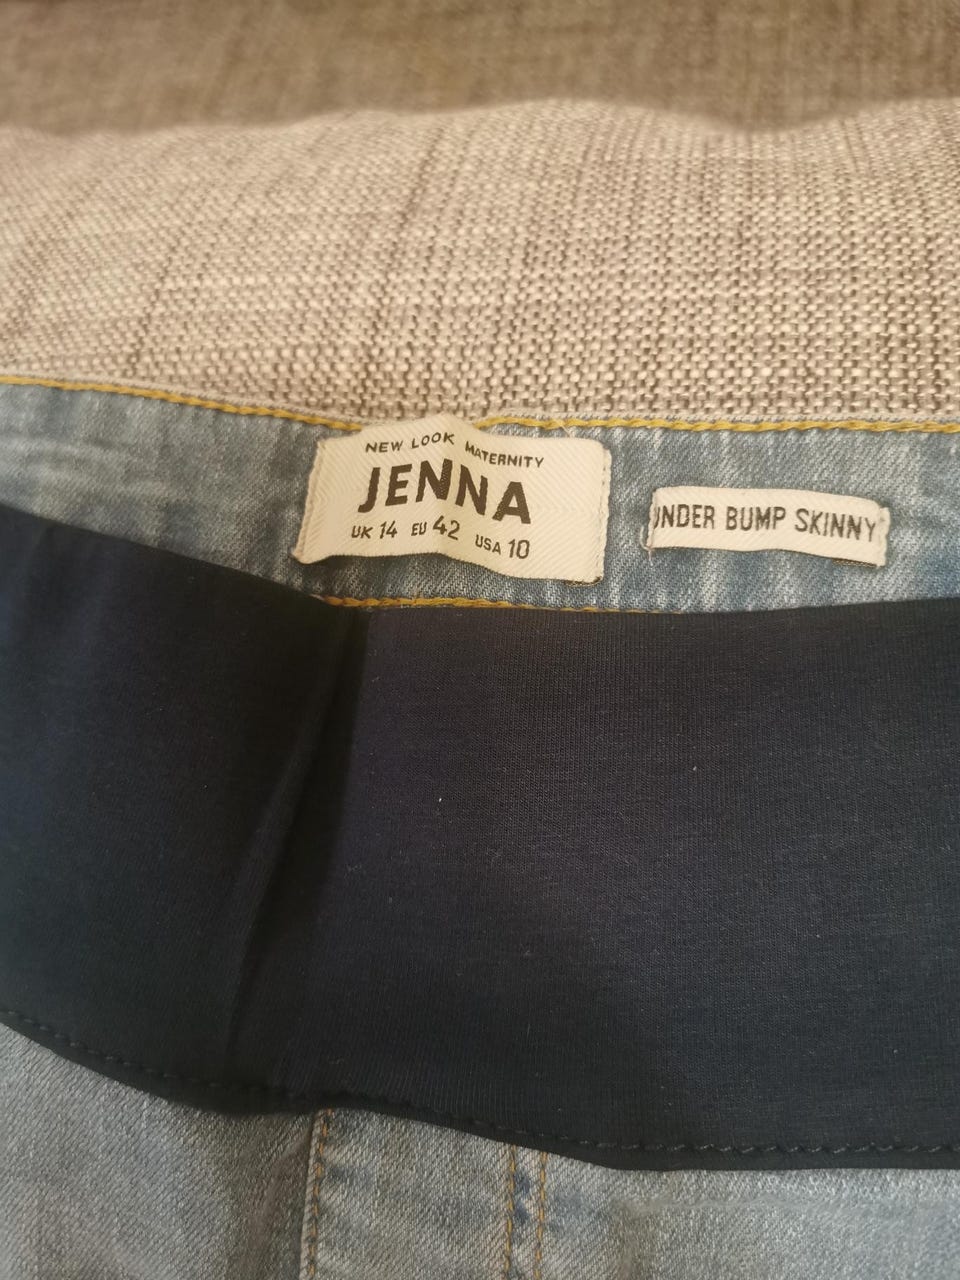 NEW LOOK MATERNITY
JENNA
UK 14 EU 42 USA 10
UNDER BUMP SKINNY